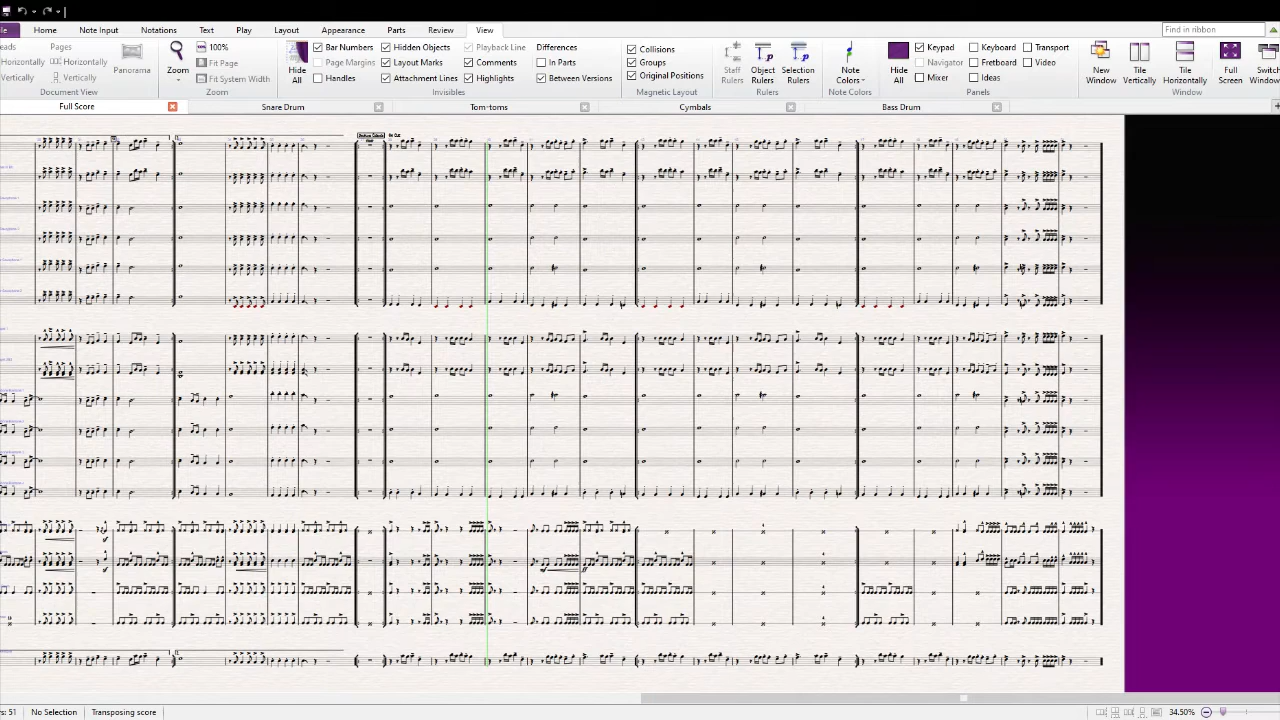 le Home Note Input Notations Text Play Layout Appearance Parts Review View Find in ribbon
eads Pages 100% Bar Numbers Hidden Objects Playback Line Differences Collisions Keypad Keyboard Transport
Horizontally Horizontally Fit Page Page Margins Layout Marks Comments In Parts Groups Navigator Fretboard Video
Vertically Vertically Panorama Zoom Fit System Width Hide All Handles Attachment Lines Highlights Between Versions Original Positions Staff Rulers Object Rulers Selection Rulers Note Colors Hide All Mixer Ideas New Window Tile Vertically Tile Horizontally Full Screen Switch Window
Document View Zoom Invisibles Magnetic Layout Rulers Note Colors Panels Window
Full Score Snare Drum Tom-toms Cymbals Bass Drum
rs: 51 No Selection Transposing score 34.50%